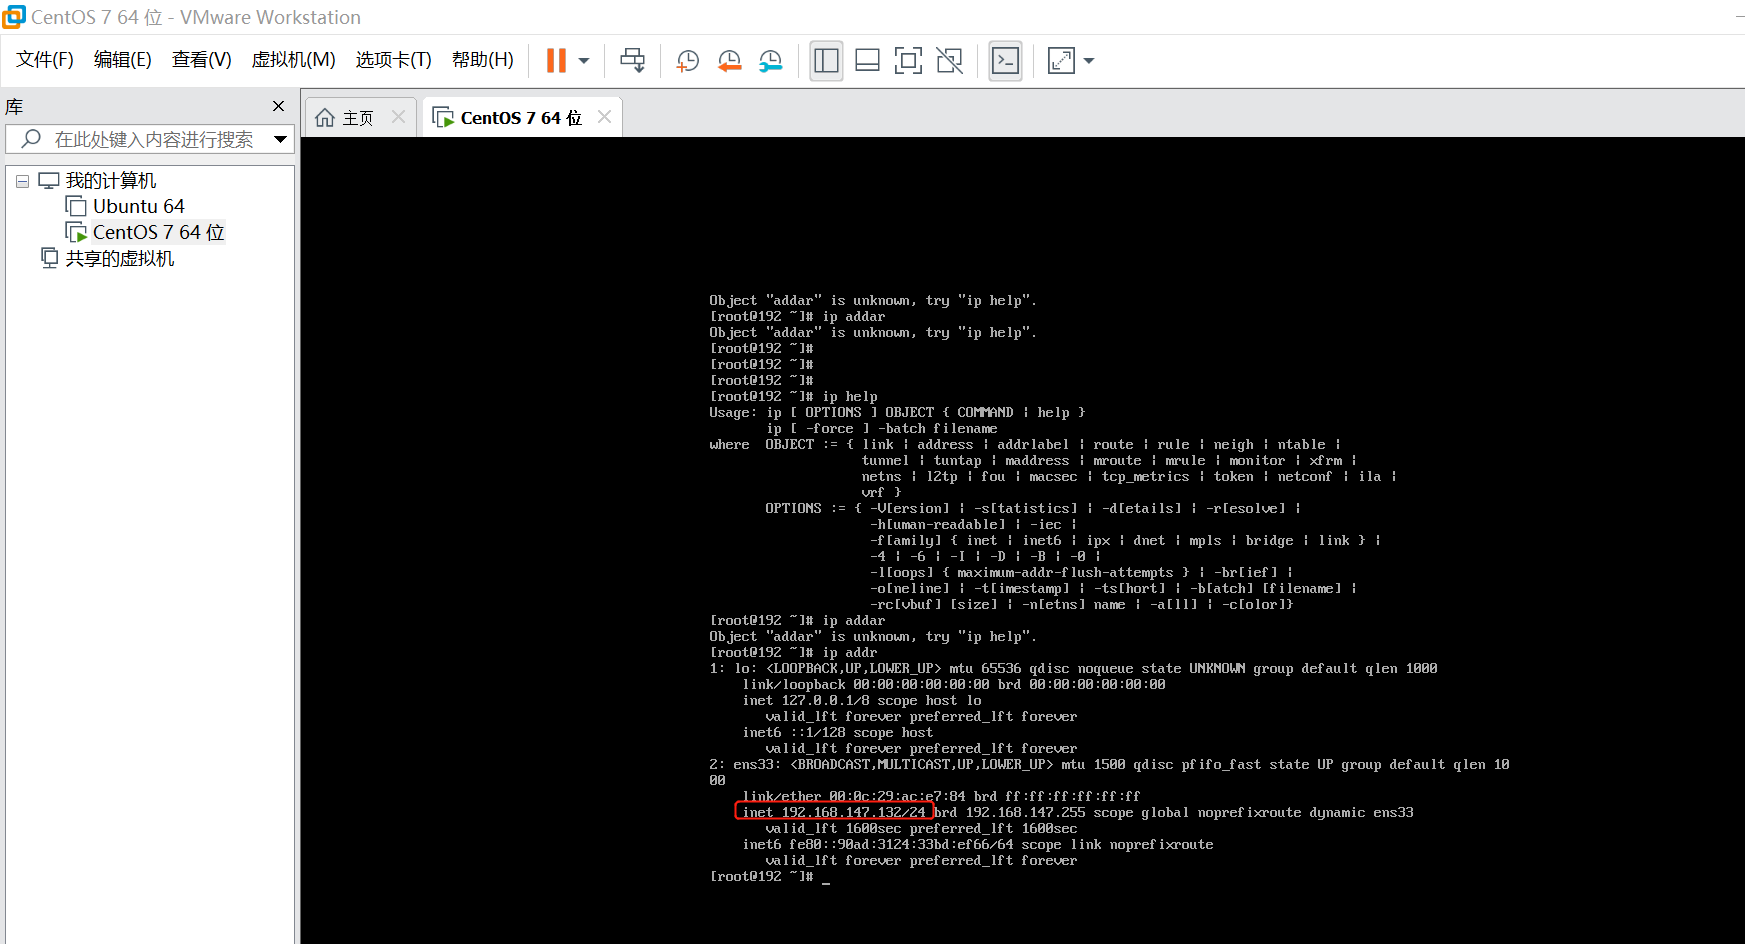 CentOS 7 64 位 - VMware Workstation
文件(F) 编辑(E) 查看(V) 虚拟机(M) 选项卡(T) 帮助(H)
库
主页
CentOS 7 64 位
在此处键入内容进行搜索
我的计算机
Ubuntu 64
CentOS 7 64 位
共享的虚拟机
Object "addar" is unknown, try "ip help".
[root@192 ~]# ip addar
Object "addar" is unknown, try "ip help".
[root@192 ~]#
[root@192 ~]#
[root@192 ~]#
[root@192 ~]# ip help
Usage: ip [ OPTIONS ] OBJECT { COMMAND | help }
ip [ -force ] -batch filename
where  OBJECT := { link | address | addrlabel | route | rule | neigh | ntable |
tunnel | tuntap | maddress | mroute | mrule | monitor | xfrm |
netns | l2tp | fou | macsec | tcp_metrics | token | netconf | ila |
vrf }
OPTIONS := { -V[ersion] | -s[tatistics] | -d[etails] | -r[esolve] |
-h[uman-readable] | -iec |
-f[amily] { inet | inet6 | ipx | dnet | mpls | bridge | link } |
-4 | -6 | -I | -D | -B | -0 |
-l[oops] { maximum-addr-flush-attempts } | -br[ief] |
-o[neline] | -t[imestamp] | -ts[hort] | -b[atch] [filename] |
-rc[vbuf] [size] | -n[etns] name | -a[ll] | -c[olor]}
[root@192 ~]# ip addar
Object "addar" is unknown, try "ip help".
[root@192 ~]# ip addr
1: lo: <LOOPBACK,UP,LOWER_UP> mtu 65536 qdisc noqueue state UNKNOWN group default qlen 1000
link/loopback 00:00:00:00:00:00 brd 00:00:00:00:00:00
inet 127.0.0.1/8 scope host lo
valid_lft forever preferred_lft forever
inet6 ::1/128 scope host
valid_lft forever preferred_lft forever
2: ens33: <BROADCAST,MULTICAST,UP,LOWER_UP> mtu 1500 qdisc pfifo_fast state UP group default qlen 10
00
link/ether 00:0c:29:ac:e7:84 brd ff:ff:ff:ff:ff:ff
inet 192.168.147.132/24 brd 192.168.147.255 scope global noprefixroute dynamic ens33
valid_lft 1600sec preferred_lft 1600sec
inet6 fe80::90ad:3124:33bd:ef66/64 scope link noprefixroute
valid_lft forever preferred_lft forever
[root@192 ~]# _